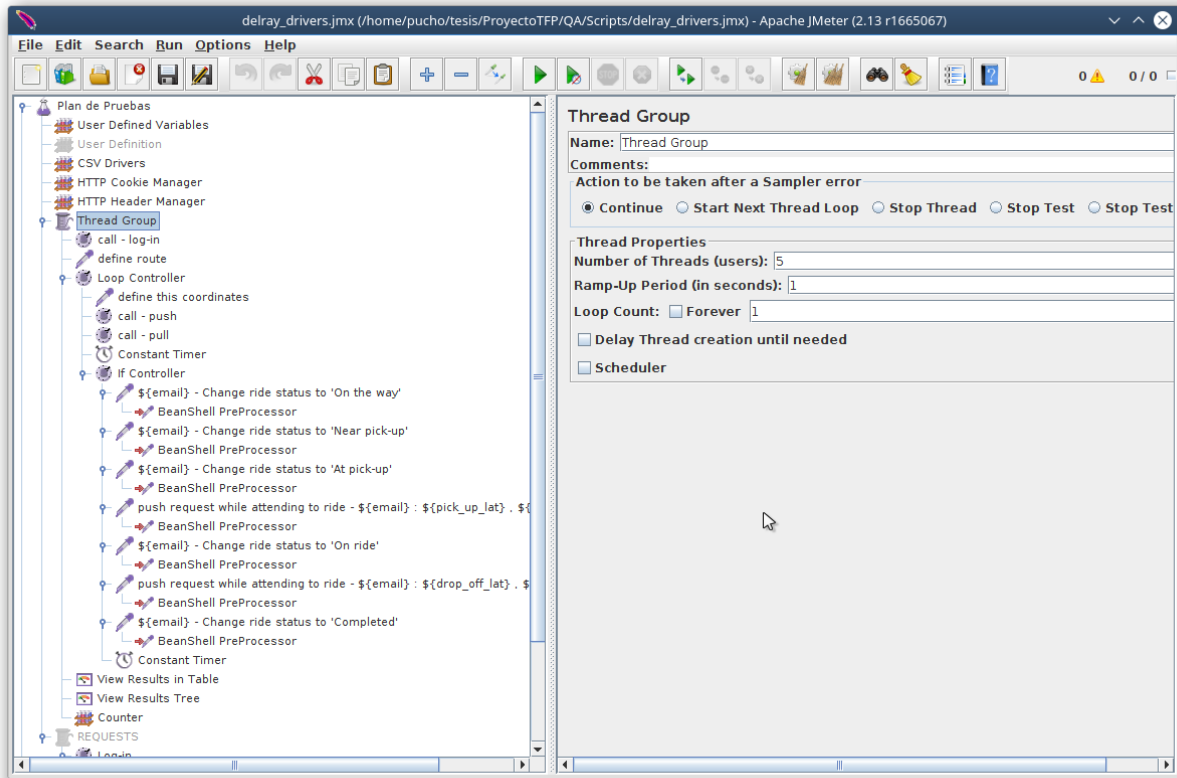 delray_drivers.jmx (/home/pucho/tesis/ProyectoTFP/QA/Scripts/delray_drivers.jmx) - Apache JMeter (2.13 r1665067)
File Edit Search Run Options Help
0 0 / 0
Plan de Pruebas
User Defined Variables
User Definition
CSV Drivers
HTTP Cookie Manager
HTTP Header Manager
Thread Group
call - log-in
define route
Loop Controller
define this coordinates
call - push
call - pull
Constant Timer
If Controller
${email} - Change ride status to 'On the way'
BeanShell PreProcessor
${email} - Change ride status to 'Near pick-up'
BeanShell PreProcessor
${email} - Change ride status to 'At pick-up'
BeanShell PreProcessor
push request while attending to ride - ${email} : ${pick_up_lat} , ${
BeanShell PreProcessor
${email} - Change ride status to 'On ride'
BeanShell PreProcessor
push request while attending to ride - ${email} : ${drop_off_lat} , $
BeanShell PreProcessor
${email} - Change ride status to 'Completed'
BeanShell PreProcessor
Constant Timer
View Results in Table
View Results Tree
Counter
REQUESTS
Log-in
Thread Group
Name: Thread Group
Comments:
Action to be taken after a Sampler error
Continue Start Next Thread Loop Stop Thread Stop Test Stop Test
Thread Properties
Number of Threads (users): 5
Ramp-Up Period (in seconds): 1
Loop Count: Forever 1
Delay Thread creation until needed
Scheduler